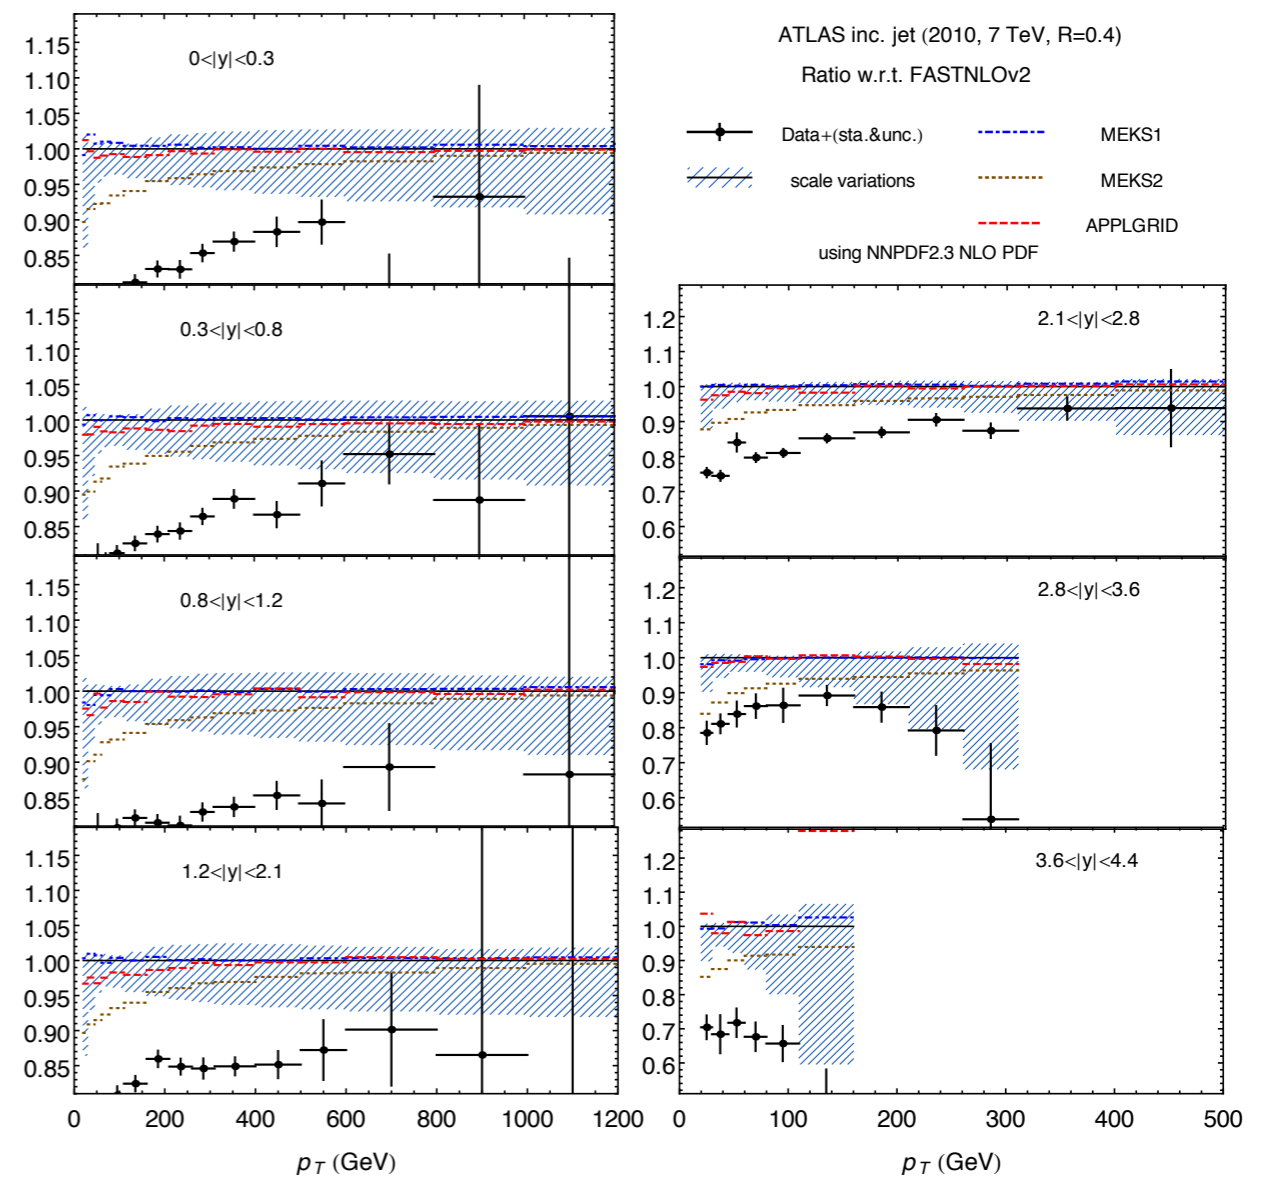 ATLAS inc. jet (2010, 7 TeV, R=0.4)
Ratio w.r.t. FASTNLOv2
Data+(sta.&unc.)
MEKS1
scale variations
MEKS2
APPLGRID
using NNPDF2.3 NLO PDF
0<|y|<0.3
1.15
1.10
1.05
1.00
0.95
0.90
0.85
0.3<|y|<0.8
1.15
1.10
1.05
1.00
0.95
0.90
0.85
0.8<|y|<1.2
1.15
1.10
1.05
1.00
0.95
0.90
0.85
1.2<|y|<2.1
1.15
1.10
1.05
1.00
0.95
0.90
0.85
0 200 400 600 800 1000 1200
p_T (GeV)
2.1<|y|<2.8
1.2
1.1
1.0
0.9
0.8
0.7
0.6
2.8<|y|<3.6
1.2
1.1
1.0
0.9
0.8
0.7
0.6
3.6<|y|<4.4
1.2
1.1
1.0
0.9
0.8
0.7
0.6
0 100 200 300 400 500
p_T (GeV)